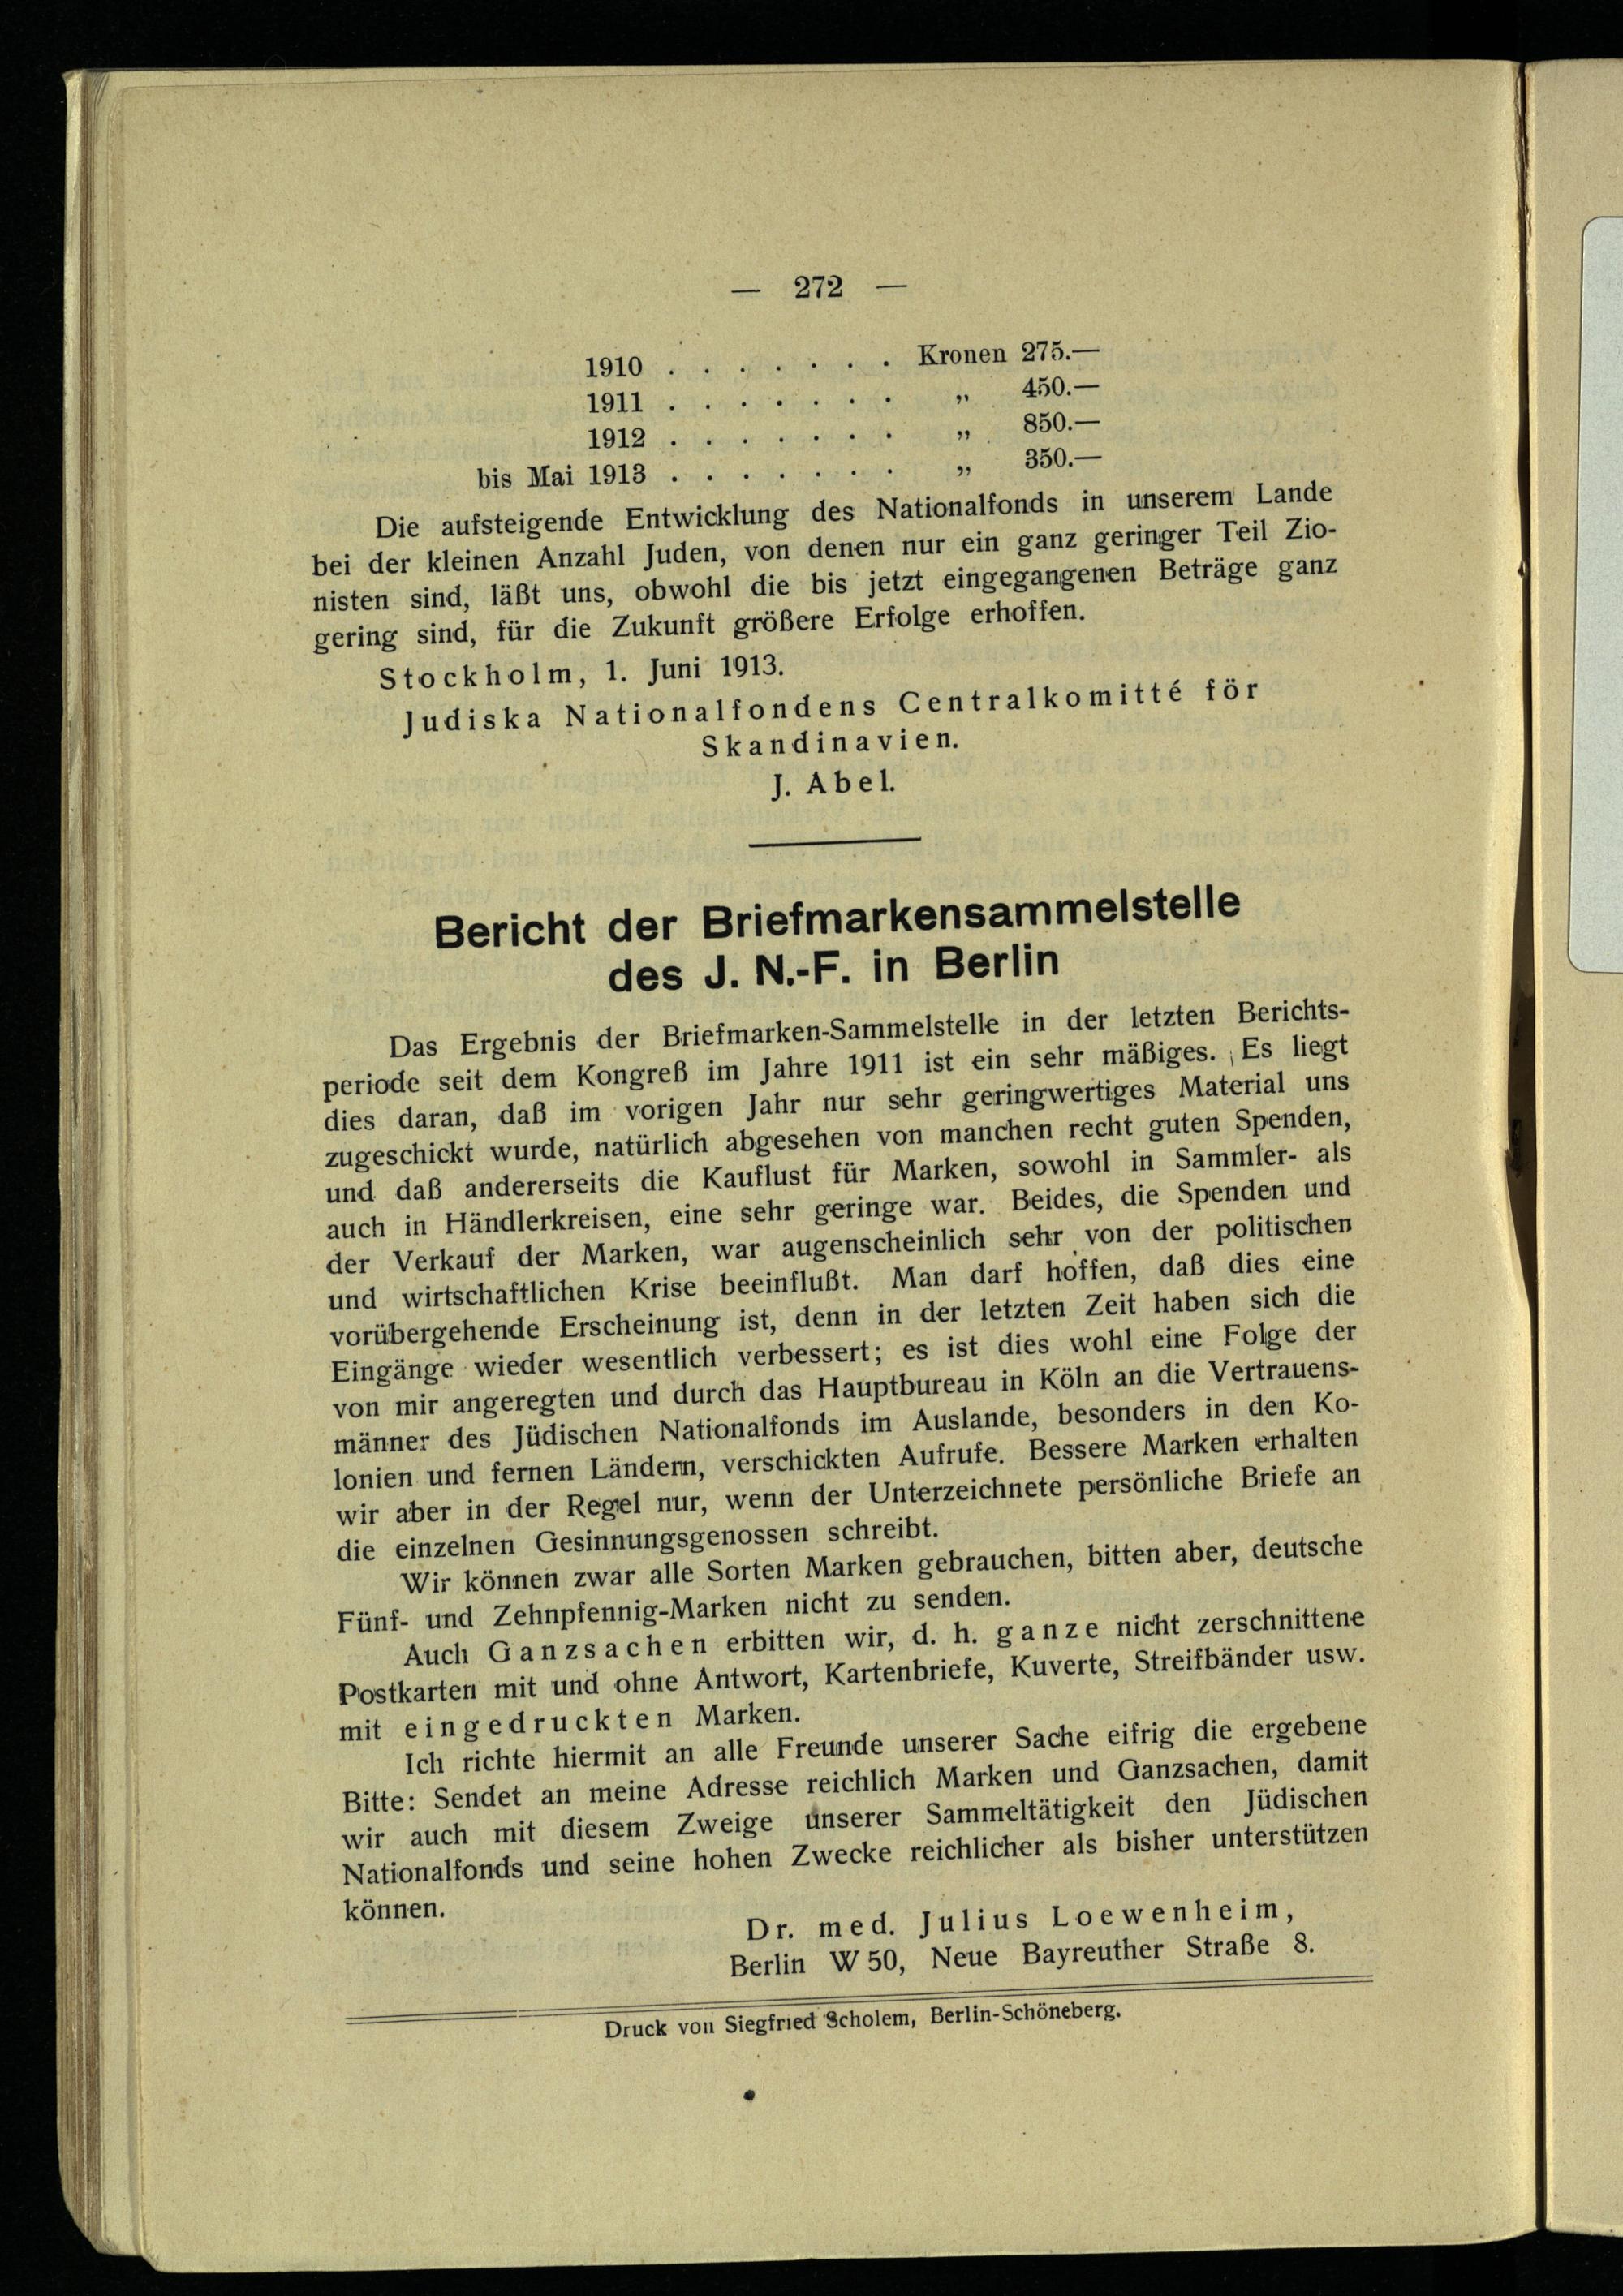 — 272 —
1910 . . . . . . . Kronen 275.—
1911 . . . . . . . „ 450.—
1912 . . . . . . . „ 850.—
bis Mai 1913 . . . . . . . „ 350.—
Die aufsteigende Entwicklung des Nationalfonds in unserem Lande
bei der kleinen Anzahl Juden, von denen nur ein ganz geringer Teil Zio-
nisten sind, läßt uns, obwohl die bis jetzt eingegangenen Beträge ganz
gering sind, für die Zukunft größere Erfolge erhoffen.
Stockholm, 1. Juni 1913.
Judiska Nationalfondens Centralkomitté för
Skandinavien.
J. Abel.
Bericht der Briefmarkensammelstelle
des J. N.-F. in Berlin
Das Ergebnis der Briefmarken-Sammelstelle in der letzten Berichts-
periode seit dem Kongreß im Jahre 1911 ist ein sehr mäßiges. Es liegt
dies daran, daß im vorigen Jahr nur sehr geringwertiges Material uns
zugeschickt wurde, natürlich abgesehen von manchen recht guten Spenden,
und daß andererseits die Kauflust für Marken, sowohl in Sammler- als
auch in Händlerkreisen, eine sehr geringe war. Beides, die Spenden und
der Verkauf der Marken, war augenscheinlich sehr von der politischen
und wirtschaftlichen Krise beeinflußt. Man darf hoffen, daß dies eine
vorübergehende Erscheinung ist, denn in der letzten Zeit haben sich die
Eingänge wieder wesentlich verbessert; es ist dies wohl eine Folge der
von mir angeregten und durch das Hauptbureau in Köln an die Vertrauens-
männer des Jüdischen Nationalfonds im Auslande, besonders in den Ko-
lonien und fernen Ländern, verschickten Aufrufe. Bessere Marken erhalten
wir aber in der Regel nur, wenn der Unterzeichnete persönliche Briefe an
die einzelnen Gesinnungsgenossen schreibt.
Wir können zwar alle Sorten Marken gebrauchen, bitten aber, deutsche
Fünf- und Zehnpfennig-Marken nicht zu senden.
Auch Ganzsachen erbitten wir, d. h. ganze nicht zerschnittene
Postkarten mit und ohne Antwort, Kartenbriefe, Kuverte, Streifbänder usw.
mit eingedruckten Marken.
Ich richte hiermit an alle Freunde unserer Sache eifrig die ergebene
Bitte: Sendet an meine Adresse reichlich Marken und Ganzsachen, damit
wir auch mit diesem Zweige unserer Sammeltätigkeit den Jüdischen
Nationalfonds und seine hohen Zwecke reichlicher als bisher unterstützen
können.
Dr. med. Julius Loewenheim,
Berlin W 50, Neue Bayreuther Straße 8.
Druck von Siegfried Scholem, Berlin-Schöneberg.